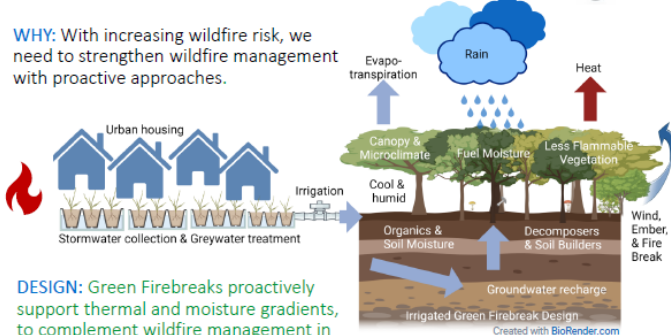 WHY: With increasing wildfire risk, we
need to strengthen wildfire management
with proactive approaches.
Urban housing
Irrigation
Stormwater collection & Greywater treatment
DESIGN: Green Firebreaks proactively
support thermal and moisture gradients,
to complement wildfire management in
Rain
Evapo-
transpiration
Heat
Canopy &
Microclimate
Fuel Moisture
Less Flammable
Vegetation
Cool &
humid
Wind,
Ember,
& Fire
Break
Organics &
Soil Moisture
Decomposers
& Soil Builders
Groundwater recharge
Irrigated Green Firebreak Design
Created with BioRender.com